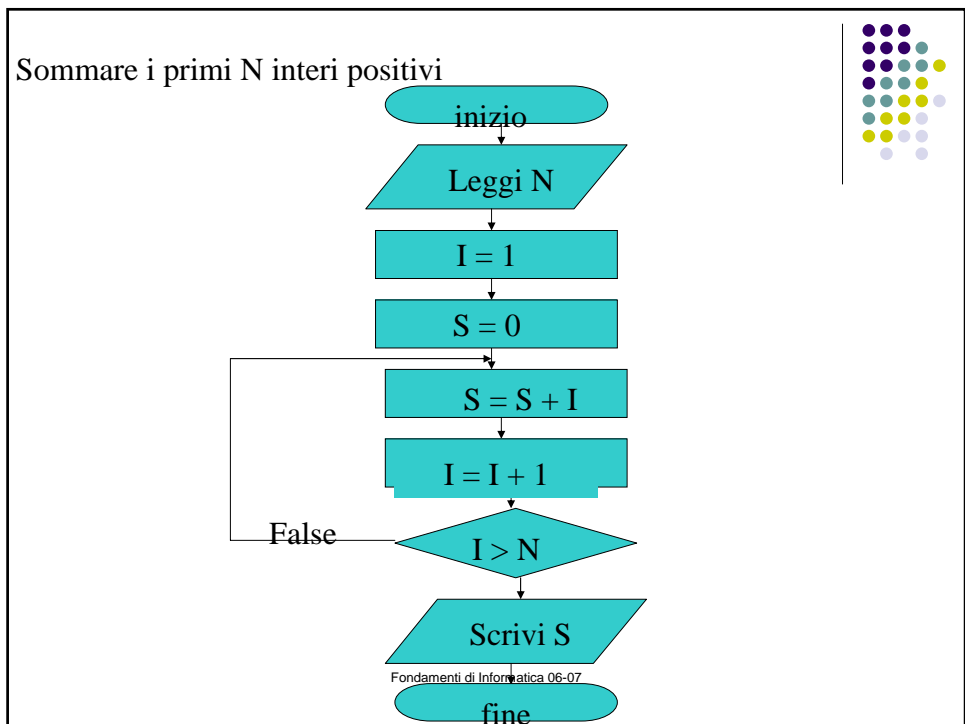 Sommare i primi N interi positivi
inizio
Leggi N
I = 1
S = 0
S = S + I
I = I + 1
False
I > N
Scrivi S
Fondamenti di Informatica 06-07
fine